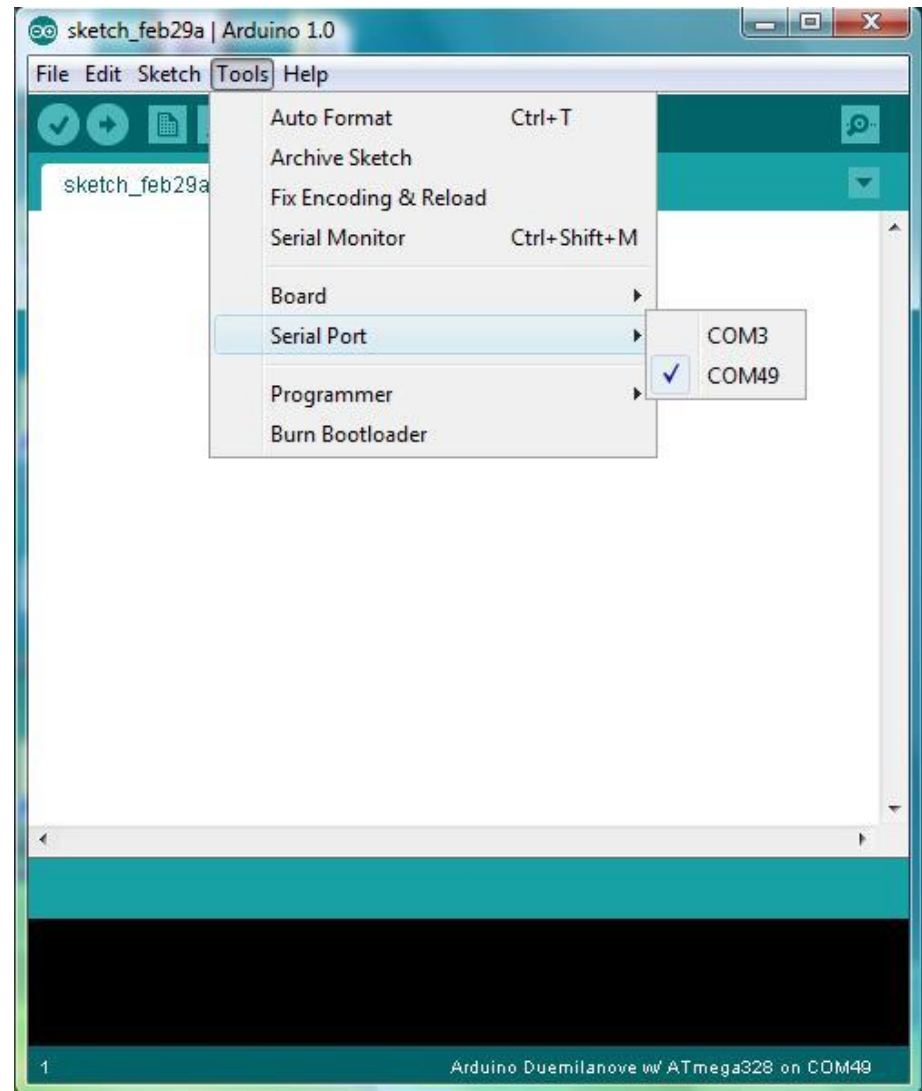 sketch_feb29a | Arduino 1.0
File Edit Sketch Tools Help
sketch_feb29a
Auto Format Ctrl+T
Archive Sketch
Fix Encoding & Reload
Serial Monitor Ctrl+Shift+M
Board
Serial Port
COM3
✓ COM49
Programmer
Burn Bootloader
1 Arduino Duemilanove w/ ATmega328 on COM49